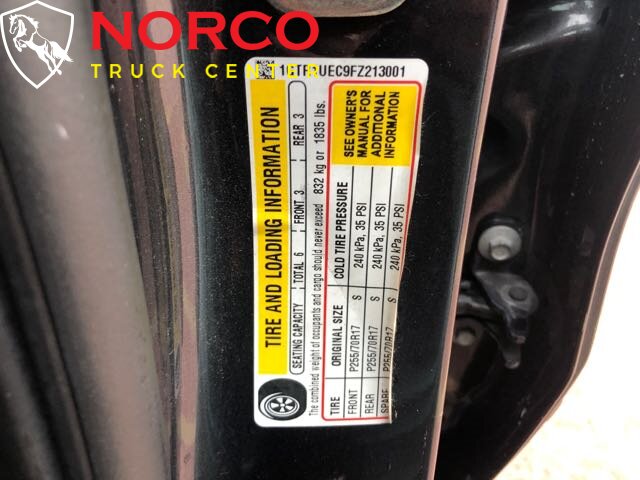 NORCO
TRUCK CENTER
TIRE AND LOADING INFORMATION
SEATING CAPACITY TOTAL 6 FRONT 3 REAR 3
The combined weight of occupants and cargo should never exceed 832 kg or 1835 lbs.
TIRE ORIGINAL SIZE COLD TIRE PRESSURE
FRONT P255/70R17 S 240 kPa, 35 PSI
REAR P255/70R17 S 240 kPa, 35 PSI
SPARE P255/70R17 S 240 kPa, 35 PSI
SEE OWNER'S
MANUAL FOR
ADDITIONAL
INFORMATION